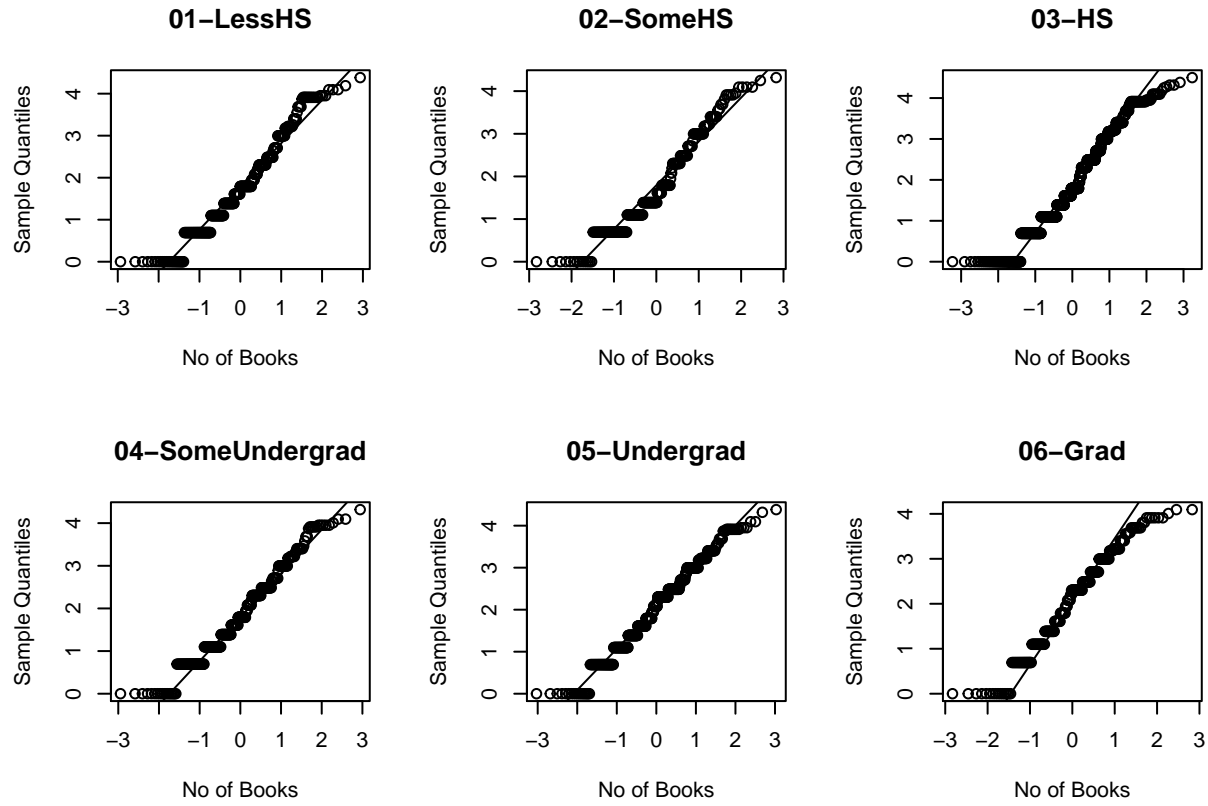 01−LessHS
02−SomeHS
03−HS
Sample Quantiles
0 1 2 3 4
−3 −1 0 1 2 3
No of Books
Sample Quantiles
0 1 2 3 4
−3 −2 −1 0 1 2 3
No of Books
Sample Quantiles
0 1 2 3 4
−3 −1 0 1 2 3
No of Books
04−SomeUndergrad
05−Undergrad
06−Grad
Sample Quantiles
0 1 2 3 4
−3 −1 0 1 2 3
No of Books
Sample Quantiles
0 1 2 3 4
−3 −1 0 1 2 3
No of Books
Sample Quantiles
0 1 2 3 4
−3 −2 −1 0 1 2 3
No of Books